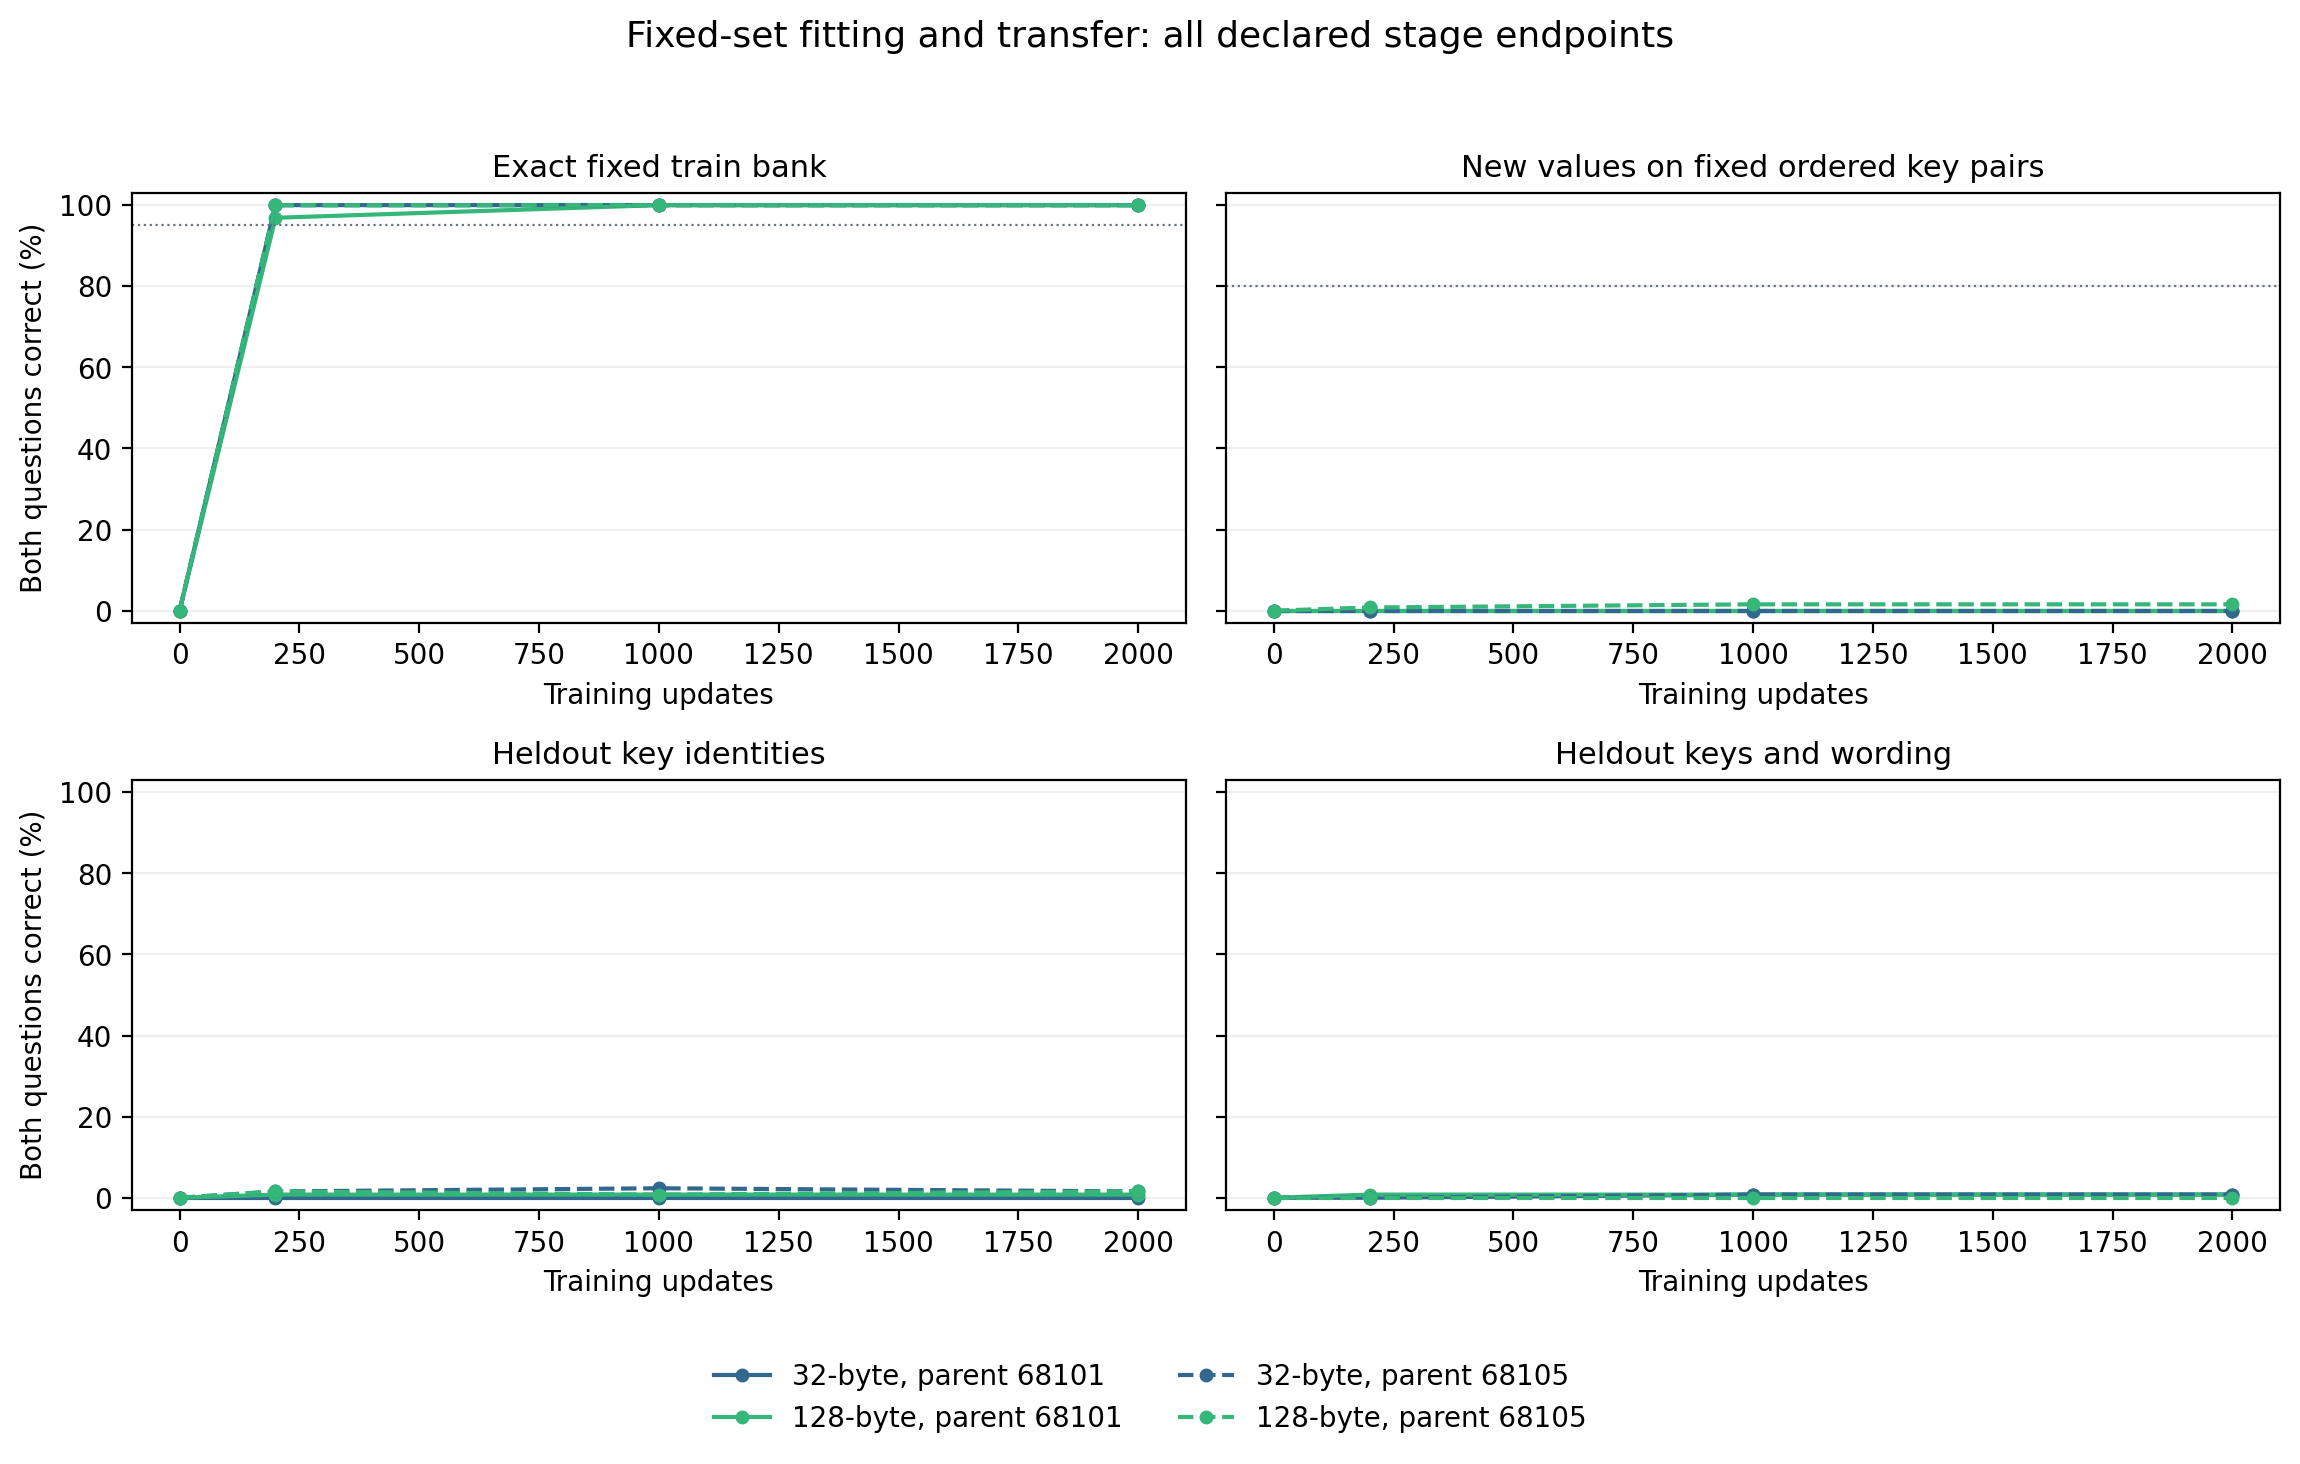 Fixed-set fitting and transfer: all declared stage endpoints
Exact fixed train bank
Both questions correct (%)
100
80
60
40
20
0
0 250 500 750 1000 1250 1500 1750 2000
Training updates
New values on fixed ordered key pairs
0 250 500 750 1000 1250 1500 1750 2000
Training updates
Heldout key identities
Both questions correct (%)
100
80
60
40
20
0
0 250 500 750 1000 1250 1500 1750 2000
Training updates
Heldout keys and wording
0 250 500 750 1000 1250 1500 1750 2000
Training updates
32-byte, parent 68101
128-byte, parent 68101
32-byte, parent 68105
128-byte, parent 68105